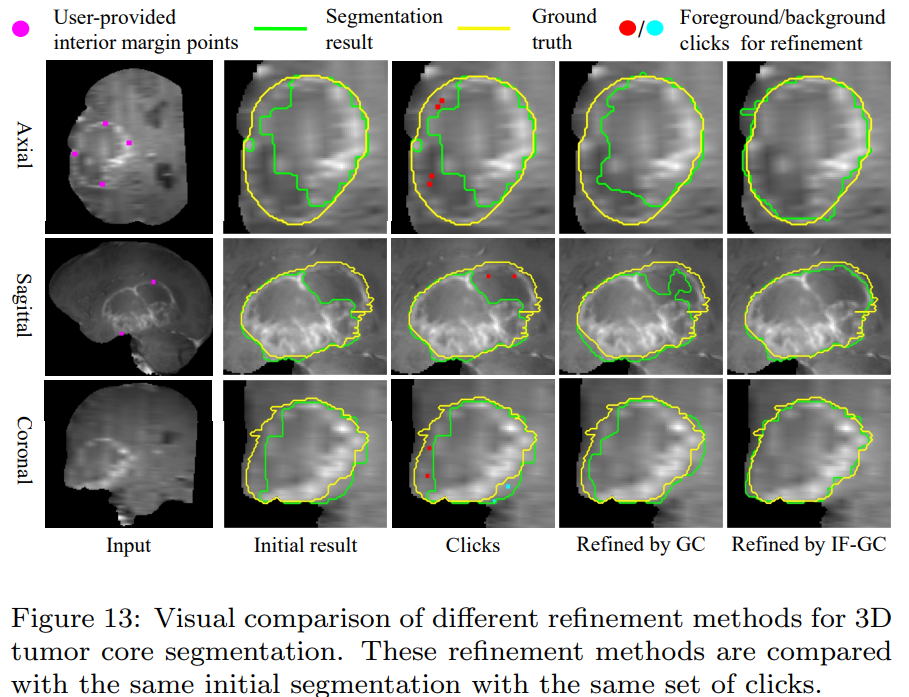 User-provided
interior margin points
Segmentation
result
Ground
truth
/
Foreground/background
clicks for refinement
Axial
Sagittal
Coronal
Input
Initial result
Clicks
Refined by GC
Refined by IF-GC
Figure 13: Visual comparison of different refinement methods for 3D
tumor core segmentation. These refinement methods are compared
with the same initial segmentation with the same set of clicks.